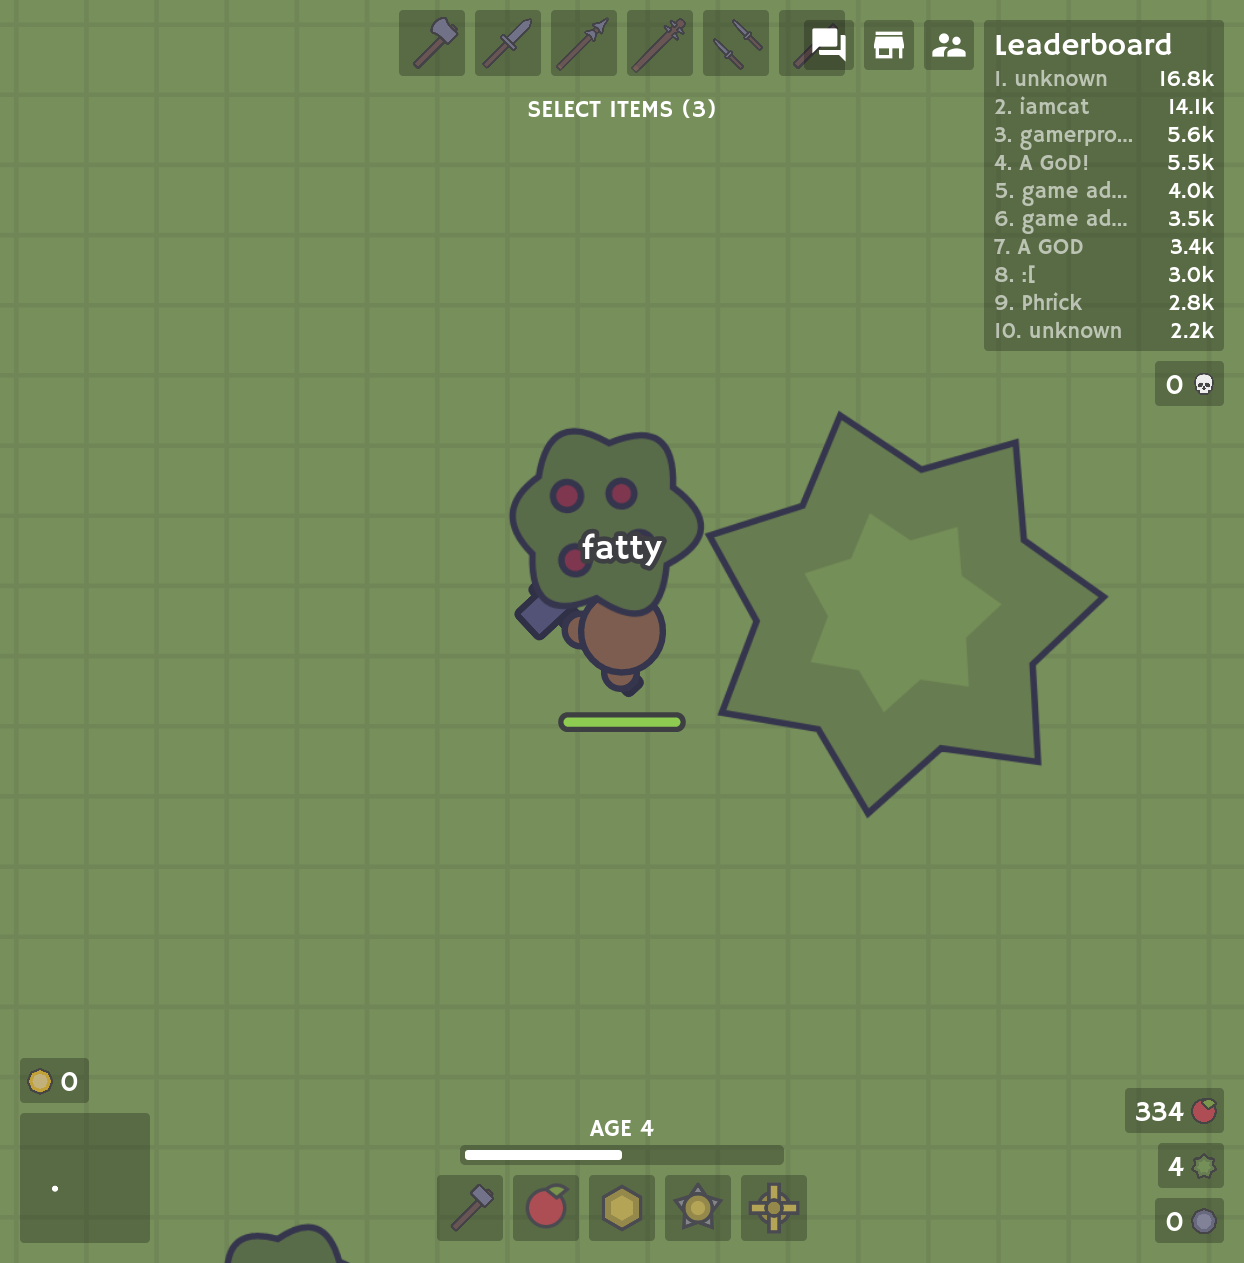 SELECT ITEMS (3)
Leaderboard
1. unknown 16.8k
2. iamcat 14.1k
3. gamerpro... 5.6k
4. A GoD! 5.5k
5. game ad... 4.0k
6. game ad... 3.5k
7. A GOD 3.4k
8. :[ 3.0k
9. Phrick 2.8k
10. unknown 2.2k
0
fatty
0
334
AGE 4
4
0